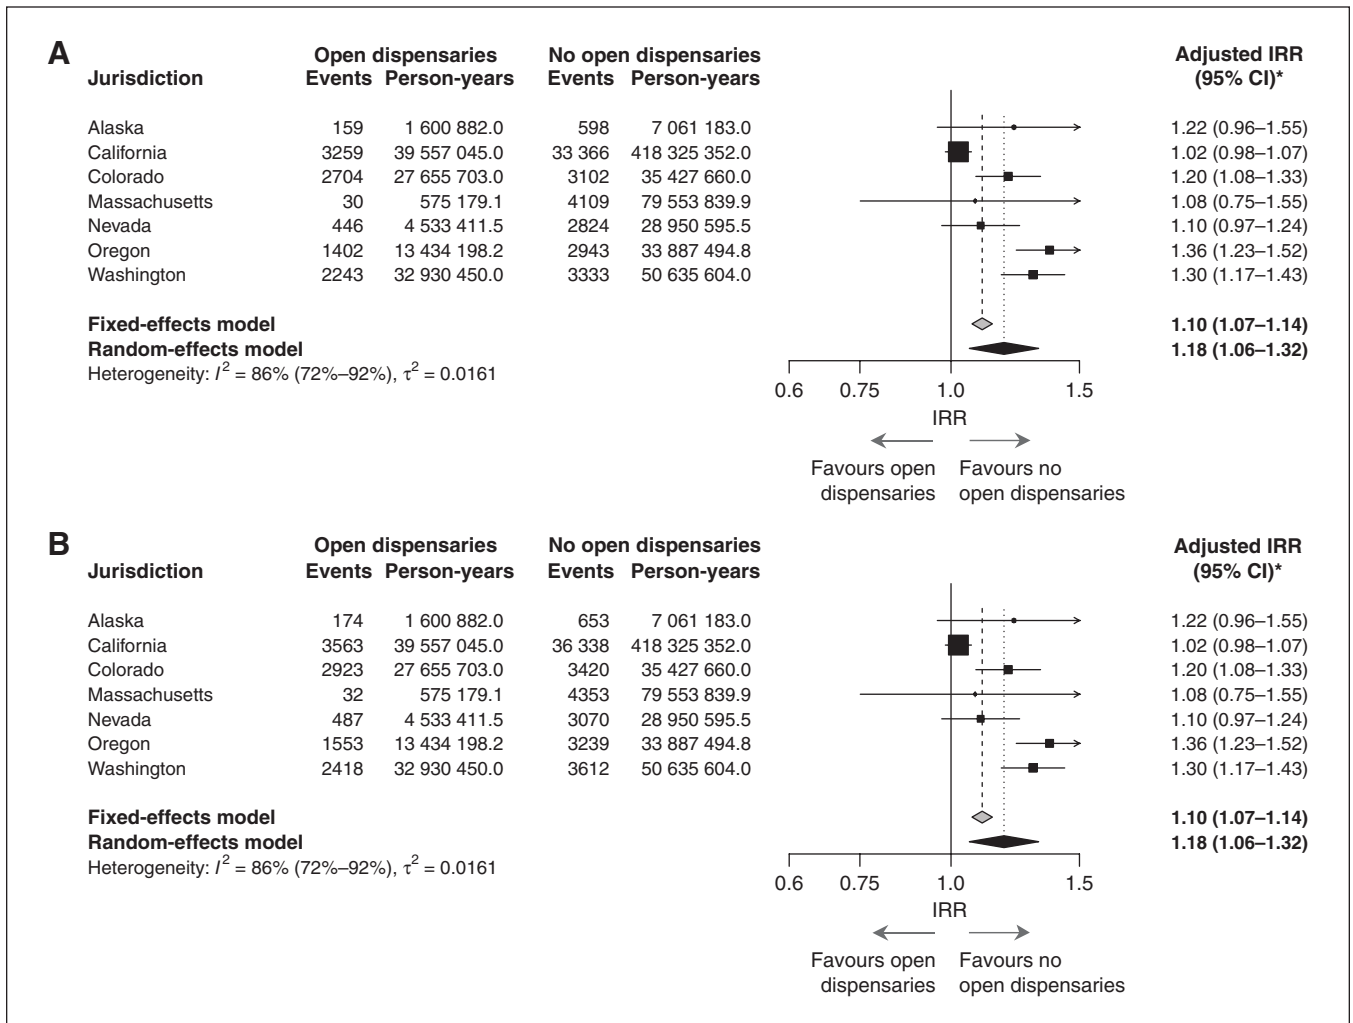 A
Open dispensaries No open dispensaries Adjusted IRR
Jurisdiction Events Person-years Events Person-years (95% CI)*
Alaska 159 1 600 882.0 598 7 061 183.0 1.22 (0.96–1.55)
California 3259 39 557 045.0 33 366 418 325 352.0 1.02 (0.98–1.07)
Colorado 2704 27 655 703.0 3102 35 427 660.0 1.20 (1.08–1.33)
Massachusetts 30 575 179.1 4109 79 553 839.9 1.08 (0.75–1.55)
Nevada 446 4 533 411.5 2824 28 950 595.5 1.10 (0.97–1.24)
Oregon 1402 13 434 198.2 2943 33 887 494.8 1.36 (1.23–1.52)
Washington 2243 32 930 450.0 3333 50 635 604.0 1.30 (1.17–1.43)
Fixed-effects model 1.10 (1.07–1.14)
Random-effects model 1.18 (1.06–1.32)
Heterogeneity: I² = 86% (72%–92%), τ² = 0.0161
0.6 0.75 1.0 1.5
IRR
Favours open Favours no
dispensaries open dispensaries
B
Open dispensaries No open dispensaries Adjusted IRR
Jurisdiction Events Person-years Events Person-years (95% CI)*
Alaska 174 1 600 882.0 653 7 061 183.0 1.22 (0.96–1.55)
California 3563 39 557 045.0 36 338 418 325 352.0 1.02 (0.98–1.07)
Colorado 2923 27 655 703.0 3420 35 427 660.0 1.20 (1.08–1.33)
Massachusetts 32 575 179.1 4353 79 553 839.9 1.08 (0.75–1.55)
Nevada 487 4 533 411.5 3070 28 950 595.5 1.10 (0.97–1.24)
Oregon 1553 13 434 198.2 3239 33 887 494.8 1.36 (1.23–1.52)
Washington 2418 32 930 450.0 3612 50 635 604.0 1.30 (1.17–1.43)
Fixed-effects model 1.10 (1.07–1.14)
Random-effects model 1.18 (1.06–1.32)
Heterogeneity: I² = 86% (72%–92%), τ² = 0.0161
0.6 0.75 1.0 1.5
IRR
Favours open Favours no
dispensaries open dispensaries